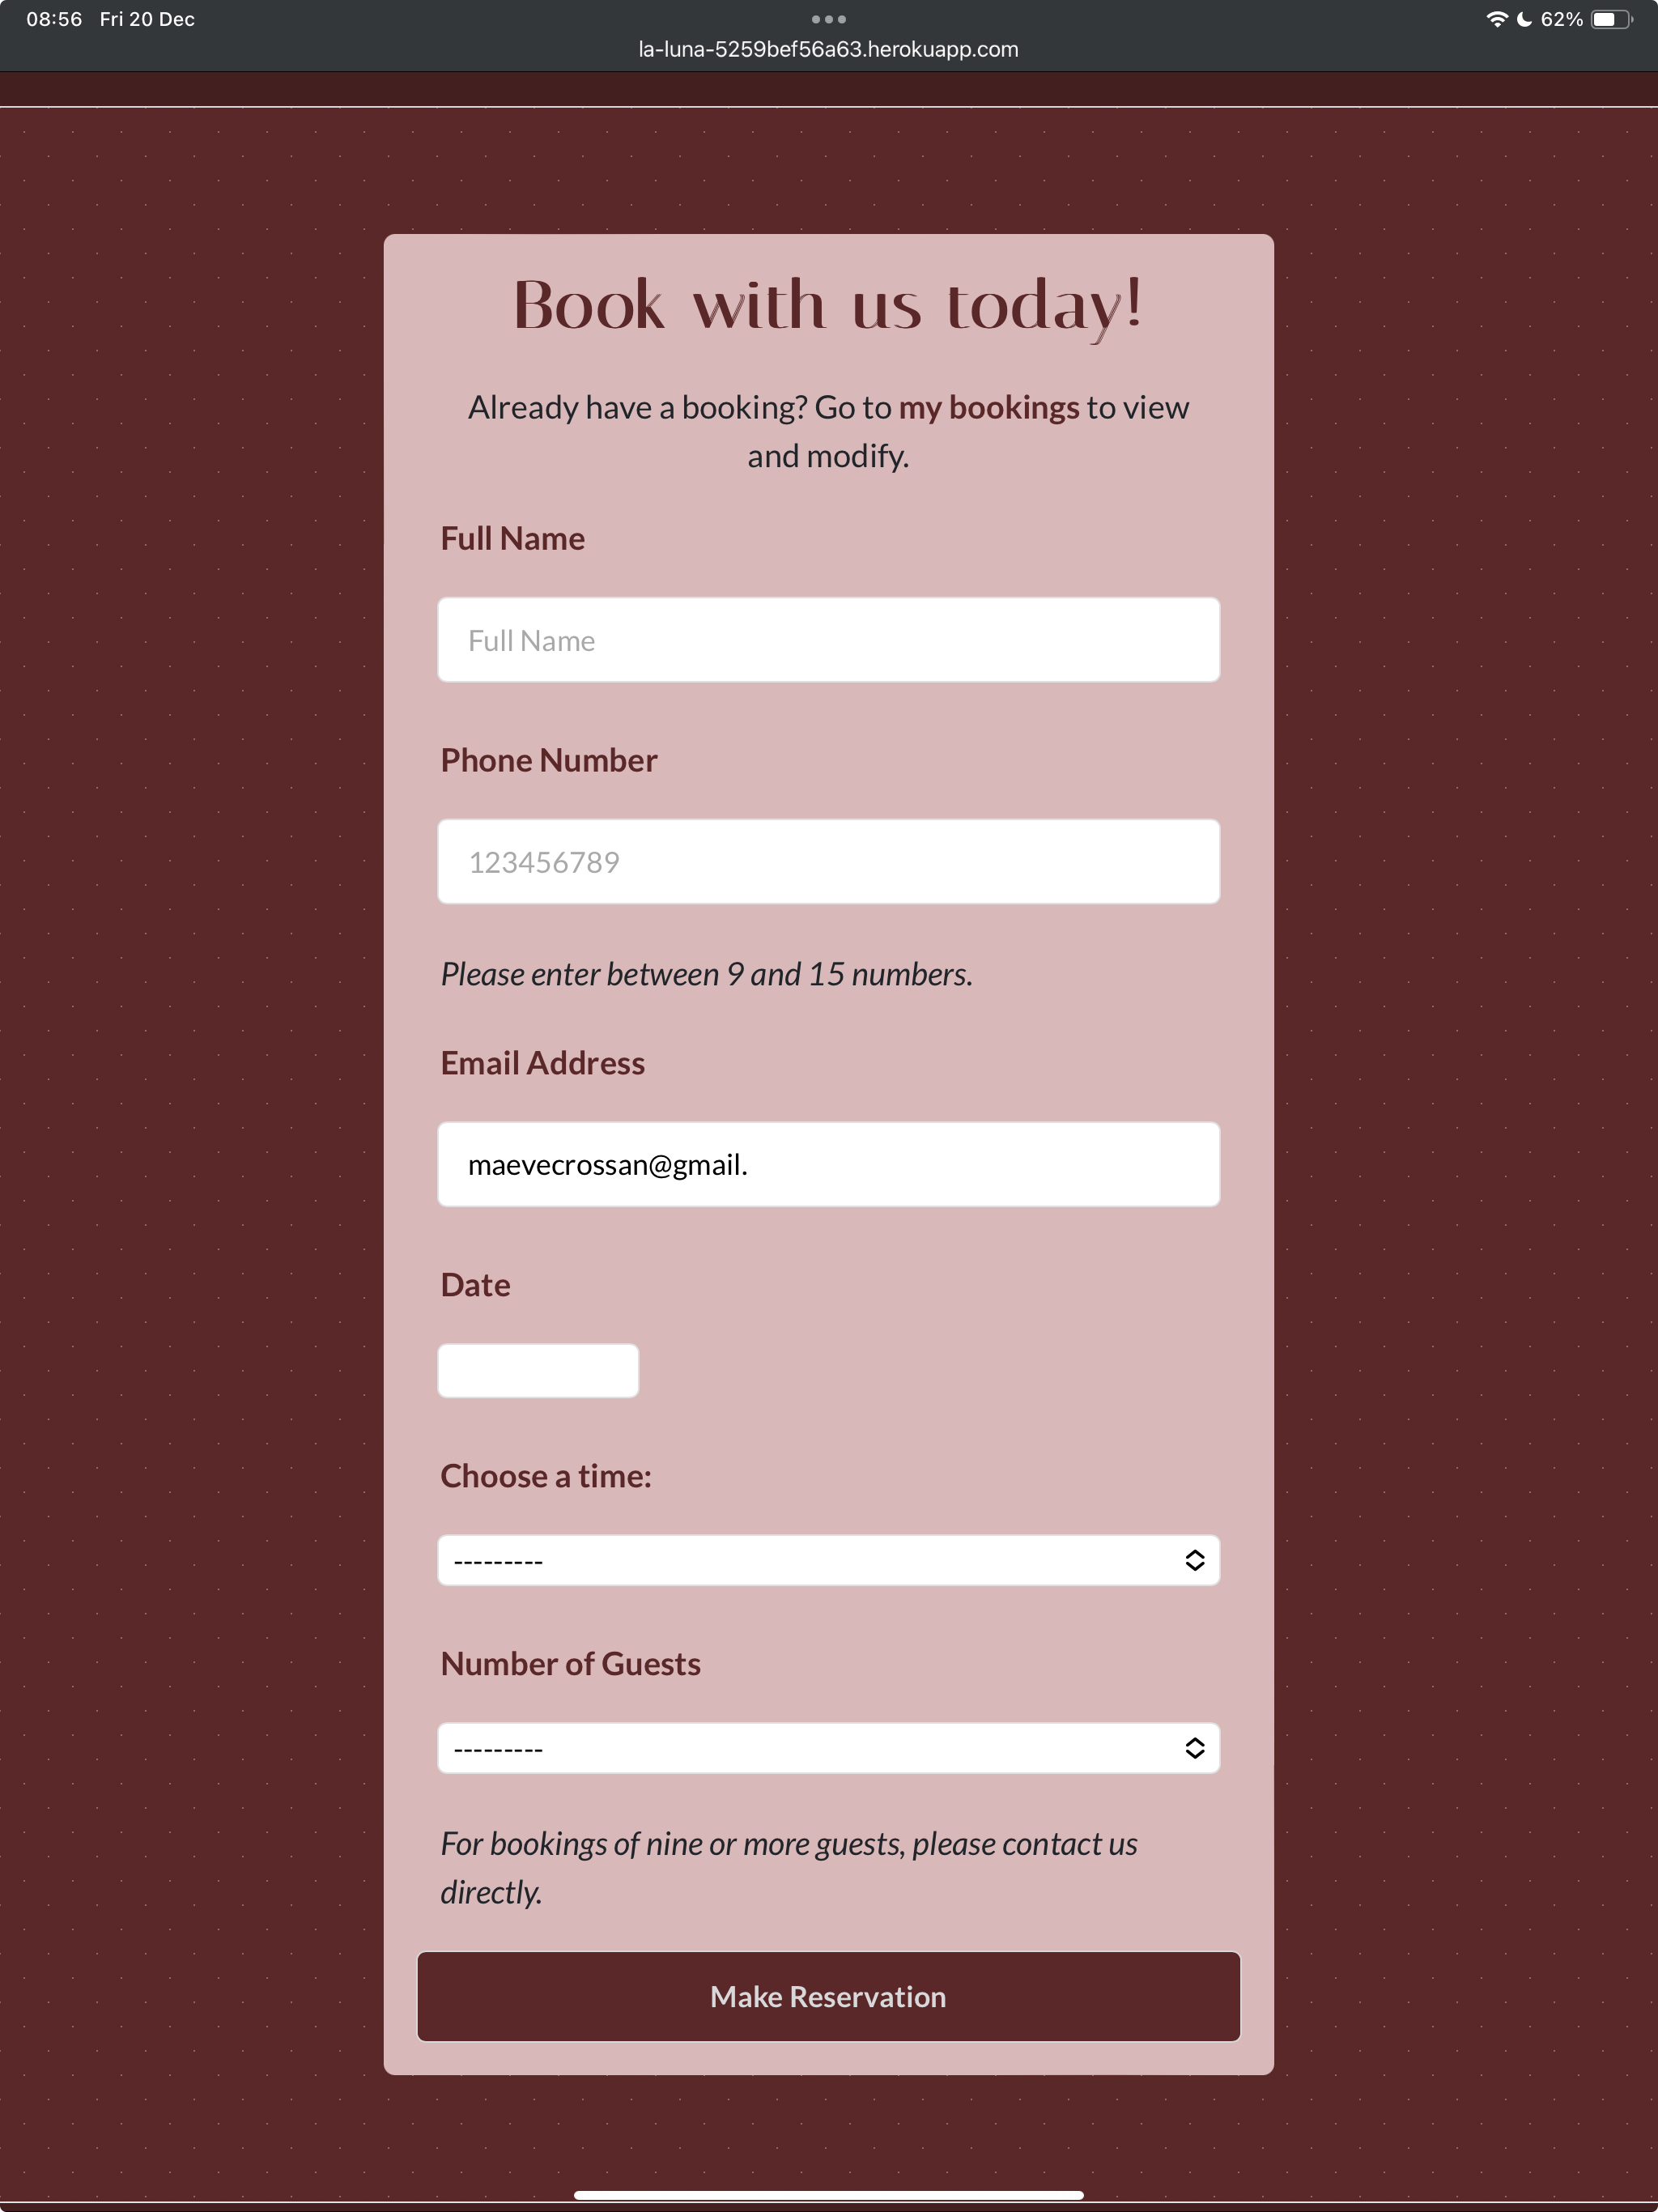 08:56 Fri 20 Dec
62%
la-luna-5259bef56a63.herokuapp.com
Book with us today!
Already have a booking? Go to my bookings to view
and modify.
Full Name
Full Name
Phone Number
123456789
Please enter between 9 and 15 numbers.
Email Address
maevecrossan@gmail.
Date
Choose a time:
---------
Number of Guests
---------
For bookings of nine or more guests, please contact us
directly.
Make Reservation